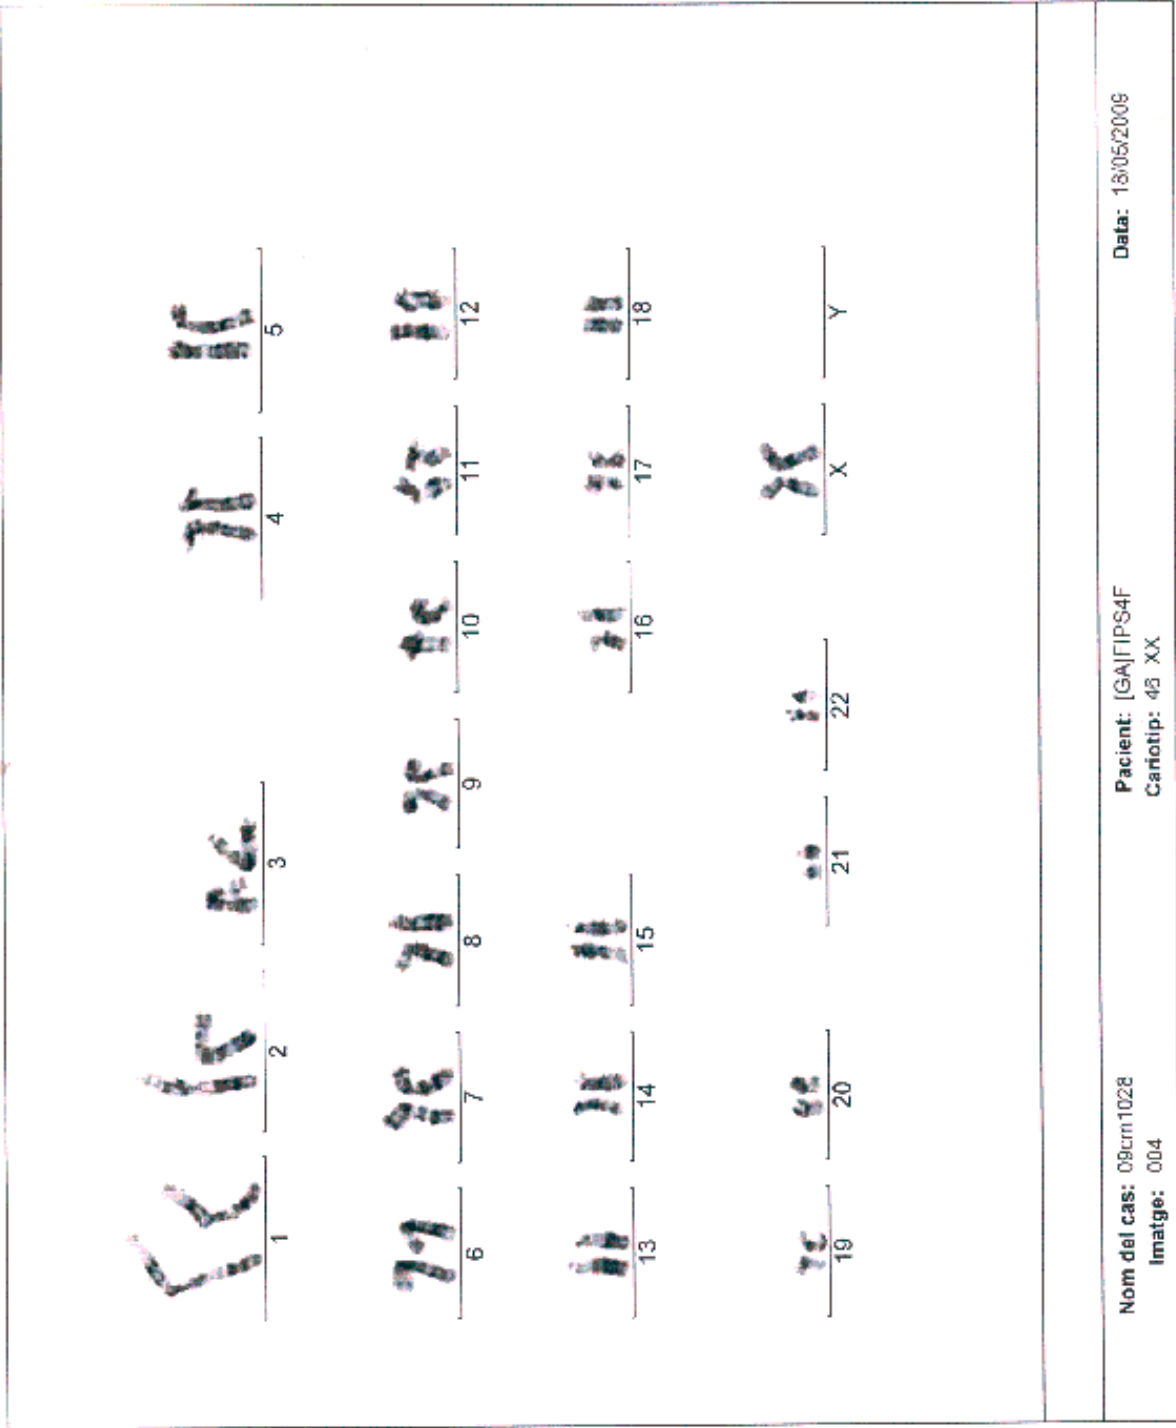 1 2 3 4 5
6 7 8 9 10 11 12
13 14 15 16 17 18
19 20 21 22 X Y
Nom del cas: 09cm1028 Pacient: [GA]FIPS4F Data: 18/05/2009
Imatge: 004 Cariotip: 46 XX